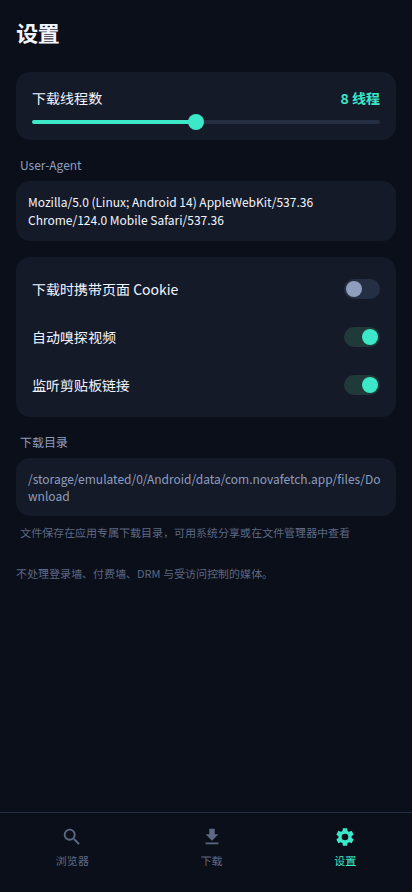 设置
下载线程数
8 线程
User-Agent
Mozilla/5.0 (Linux; Android 14) AppleWebKit/537.36
Chrome/124.0 Mobile Safari/537.36
下载时携带页面 Cookie
自动嗅探视频
监听剪贴板链接
下载目录
/storage/emulated/0/Android/data/com.novafetch.app/files/Do
wnload
文件保存在应用专属下载目录，可用系统分享或在文件管理器中查看
不处理登录墙、付费墙、DRM 与受访问控制的媒体。
浏览器
下载
设置